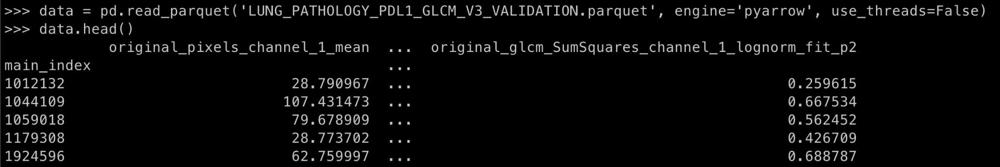 >>> data = pd.read_parquet('LUNG_PATHOLOGY_PDL1_GLCM_V3_VALIDATION.parquet', engine='pyarrow', use_threads=False)
>>> data.head()
original_pixels_channel_1_mean ... original_glcm_SumSquares_channel_1_lognorm_fit_p2
main_index ...
1012132 28.790967 ... 0.259615
1044109 107.431473 ... 0.667534
1059018 79.678909 ... 0.562452
1179308 28.773702 ... 0.426709
1924596 62.759997 ... 0.688787